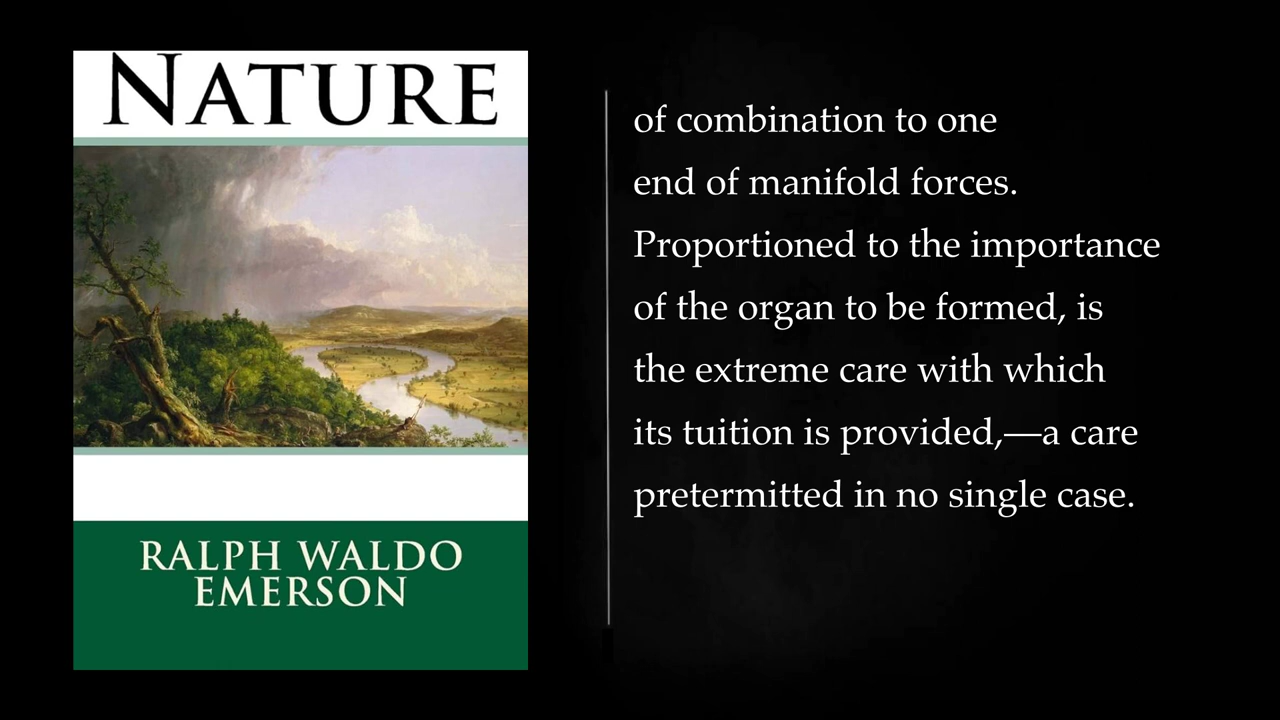 NATURE
RALPH WALDO
EMERSON
of combination to one
end of manifold forces.
Proportioned to the importance
of the organ to be formed, is
the extreme care with which
its tuition is provided,—a care
pretermitted in no single case.